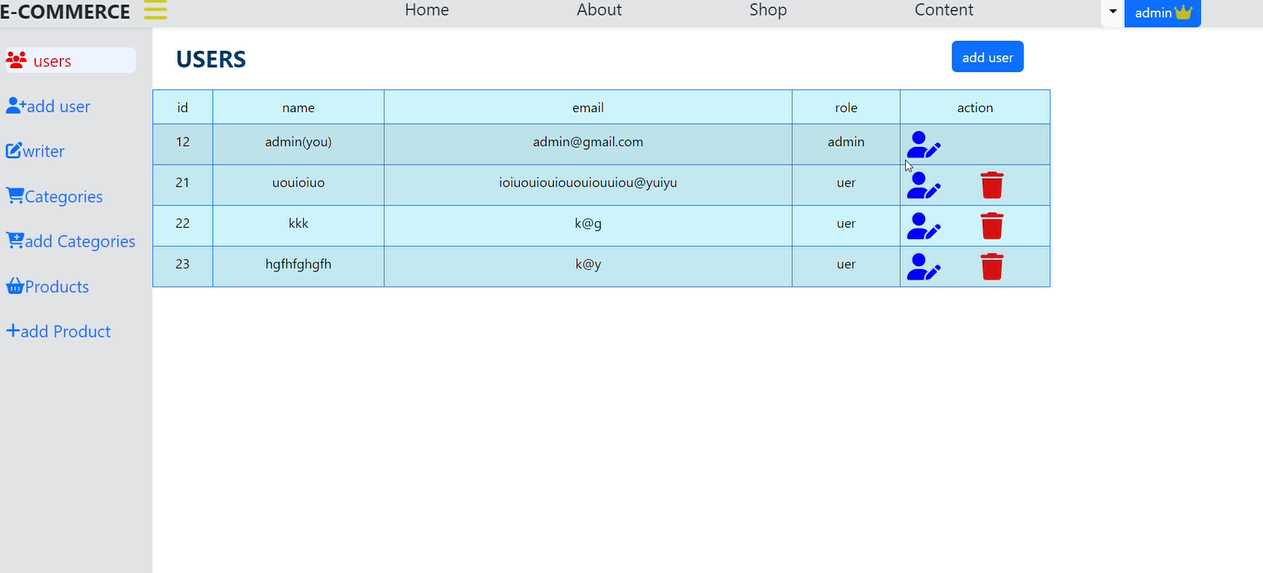 E-COMMERCE Home About Shop Content admin
users
add user
writer
Categories
add Categories
Products
add Product
USERS add user
id name email role action
12 admin(you) admin@gmail.com admin
21 uouioiuo ioiuouiouiououiouuiou@yuiyu uer
22 kkk k@g uer
23 hgfhfghgfh k@y uer